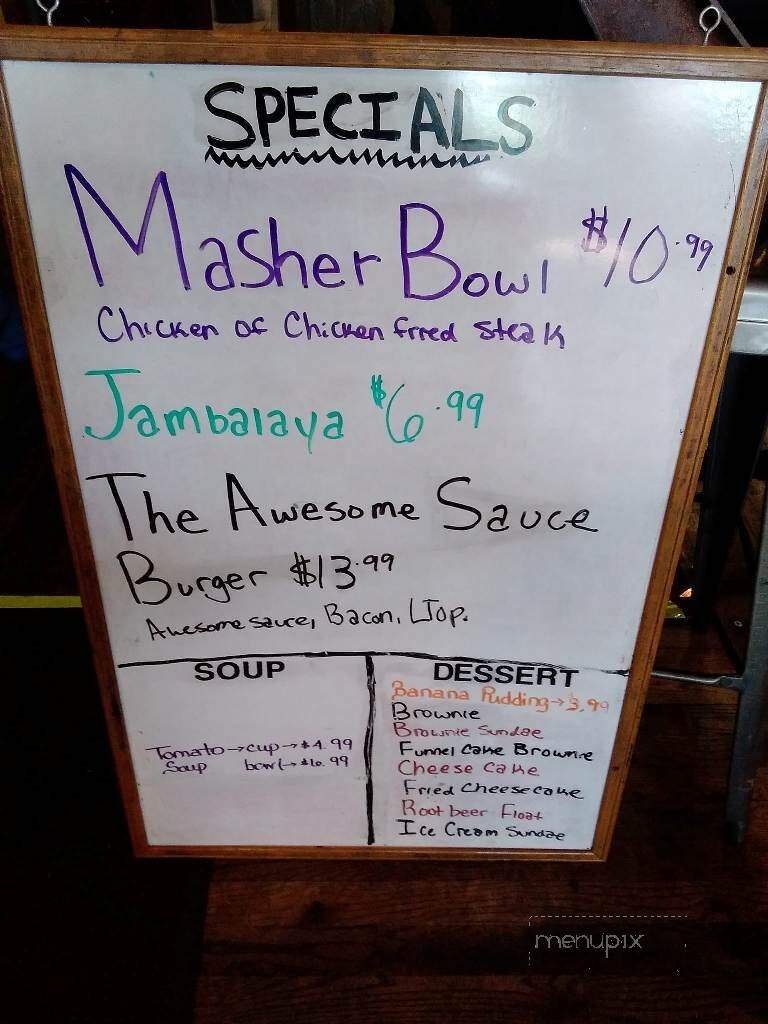 SPECIALS
Masher Bowl $10.99
Chicken of Chicken fried Steak
Jambalaya $6.99
The Awesome Sauce
Burger $13.99
Awesome sauce, Bacon, LTOP.
SOUP
Tomato → cup → $4.99
Soup bowl → $6.99
DESSERT
Banana Pudding → 3.99
Brownie
Brownie Sundae
Funnel Cake Brownie
Cheese Cake
Fried Cheesecake
Root beer Float
Ice Cream Sundae
menupix